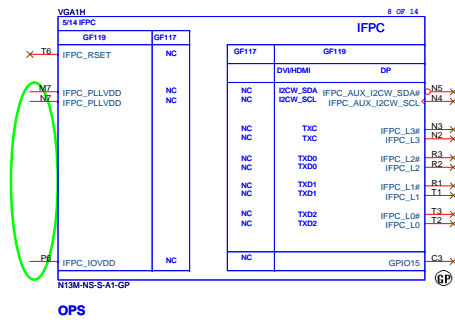 VGA1H 8 OF 14
5/14 IFPC IFPC
GF119 GF117
GF117 GF119
T6 IFPC_RSET NC
DVI/HDMI DP
M7 IFPC_PLLVDD NC
N7 IFPC_PLLVDD NC
NC I2CW_SDA IFPC_AUX_I2CW_SDA# N5
NC I2CW_SCL IFPC_AUX_I2CW_SCL N4
NC TXC IFPC_L3# N3
NC TXC IFPC_L3 N2
NC TXD0 IFPC_L2# R3
NC TXD0 IFPC_L2 R2
NC TXD1 IFPC_L1# R1
NC TXD1 IFPC_L1 T1
NC TXD2 IFPC_L0# T3
NC TXD2 IFPC_L0 T2
P6 IFPC_IOVDD NC
NC GPIO15 C3
GP
N13M-NS-S-A1-GP
OPS